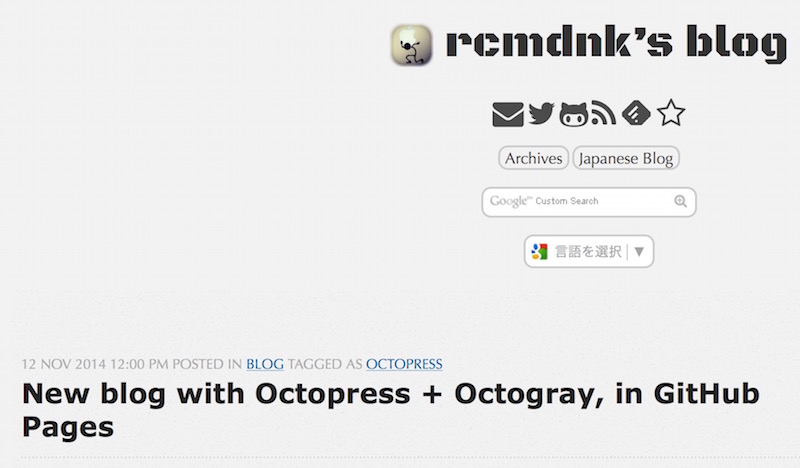 rcmdnk's blog
Archives Japanese Blog
Google™ Custom Search
言語を選択 ▼
12 NOV 2014 12:00 PM POSTED IN BLOG TAGGED AS OCTOPRESS
New blog with Octopress + Octogray, in GitHub
Pages